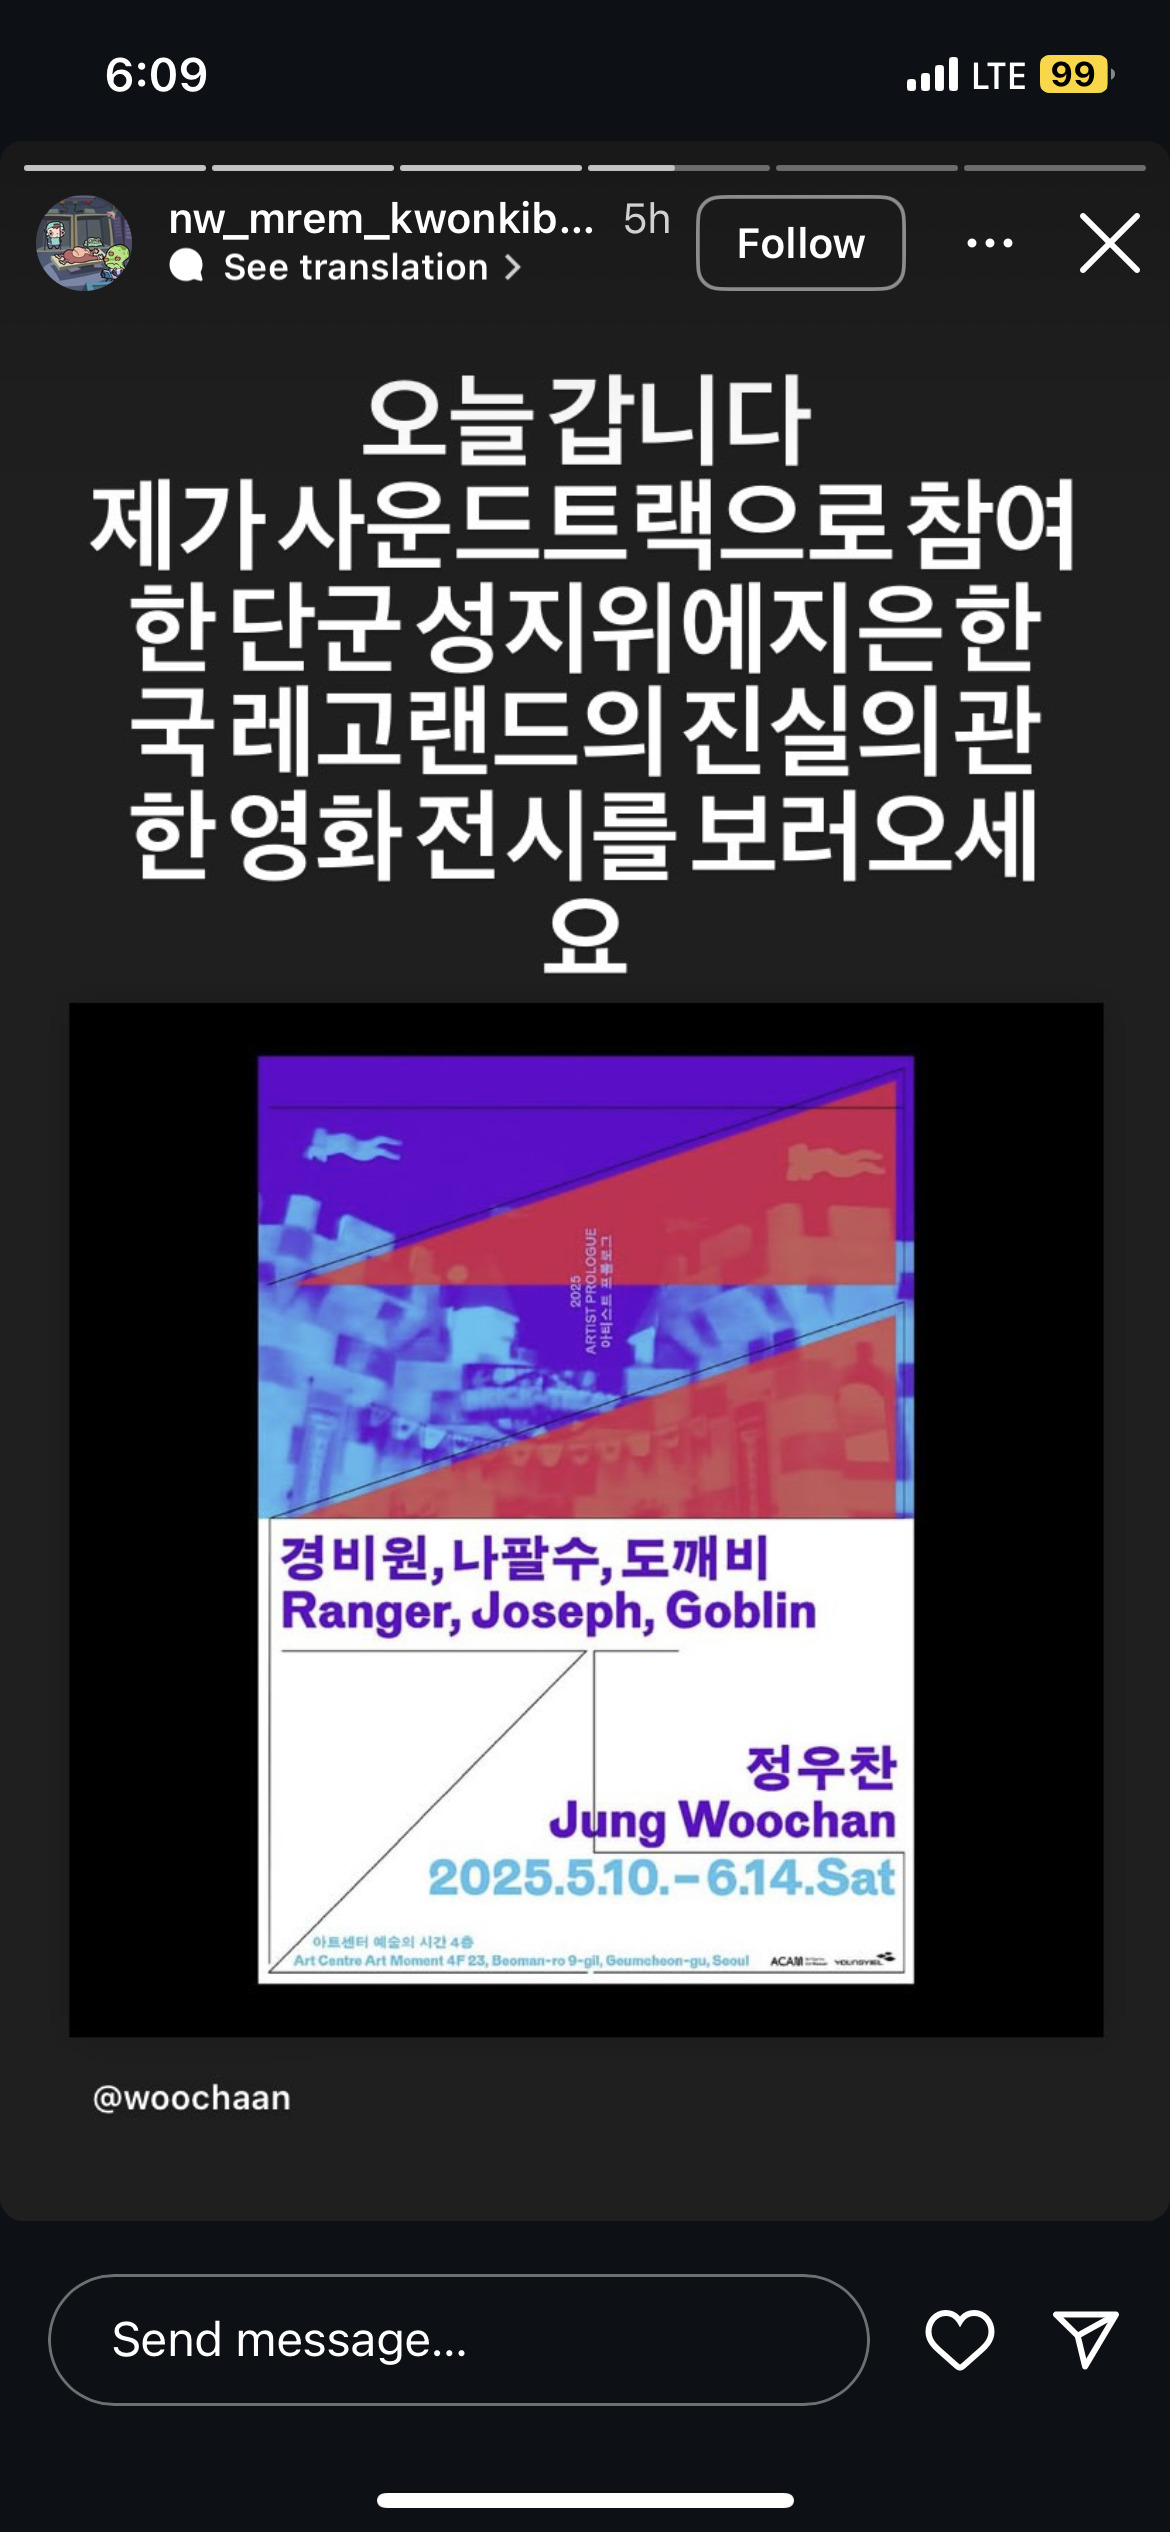 6:09
LTE 99
nw_mrem_kwonkib... 5h
Follow
See translation
오늘 갑니다
제가 사운드트랙으로 참여
한 단군 성지위에지은 한
국 레고랜드의 진실의 관
한 영화 전시를 보러오세
요
2025
ARTIST PROLOGUE
아티스트 프롤로그
경비원, 나팔수, 도깨비
Ranger, Joseph, Goblin
정우찬
Jung Woochan
2025.5.10.–6.14.Sat
아트센터 예술의 시간 4층
Art Centre Art Moment 4F 23, Beoman-ro 9-gil, Geumcheon-gu, Seoul
ACAM
@woochaan
Send message...